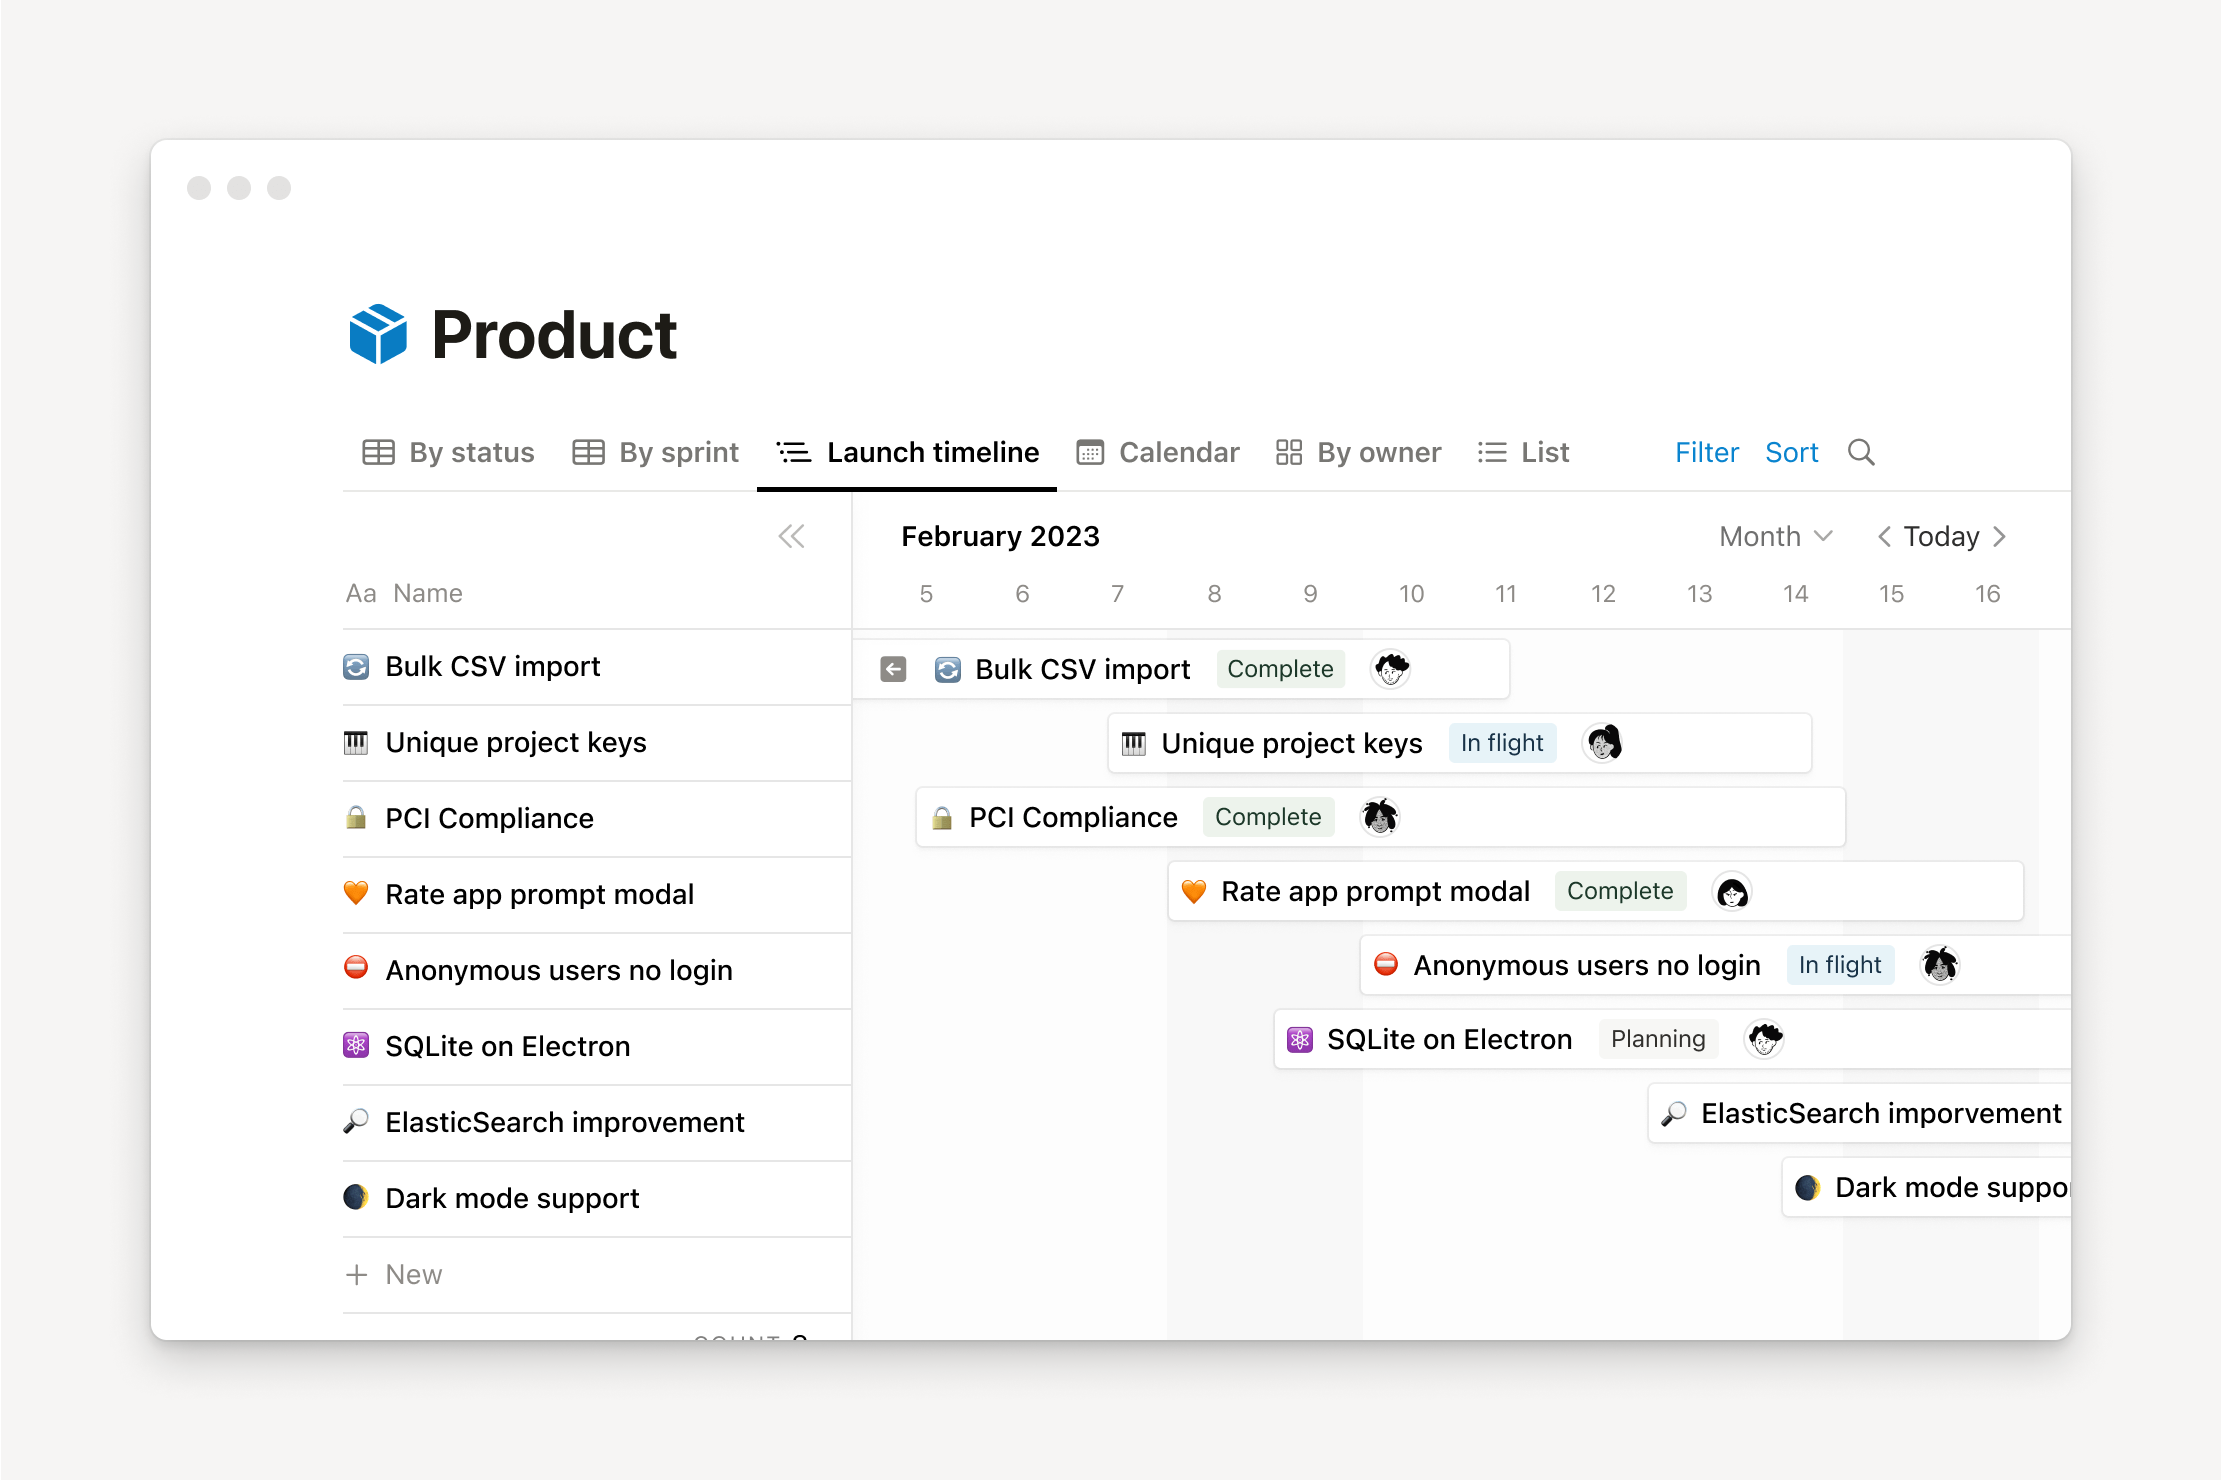 Product
By status By sprint Launch timeline Calendar By owner List Filter Sort
February 2023 Month Today
Aa Name 5 6 7 8 9 10 11 12 13 14 15 16
Bulk CSV import
Unique project keys
PCI Compliance
Rate app prompt modal
Anonymous users no login
SQLite on Electron
ElasticSearch improvement
Dark mode support
New
Bulk CSV import Complete
Unique project keys In flight
PCI Compliance Complete
Rate app prompt modal Complete
Anonymous users no login In flight
SQLite on Electron Planning
ElasticSearch imporvement
Dark mode suppor